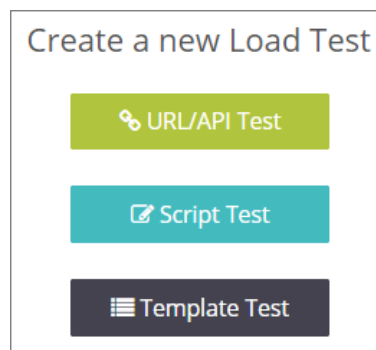 Create a new Load Test
URL/API Test
Script Test
Template Test